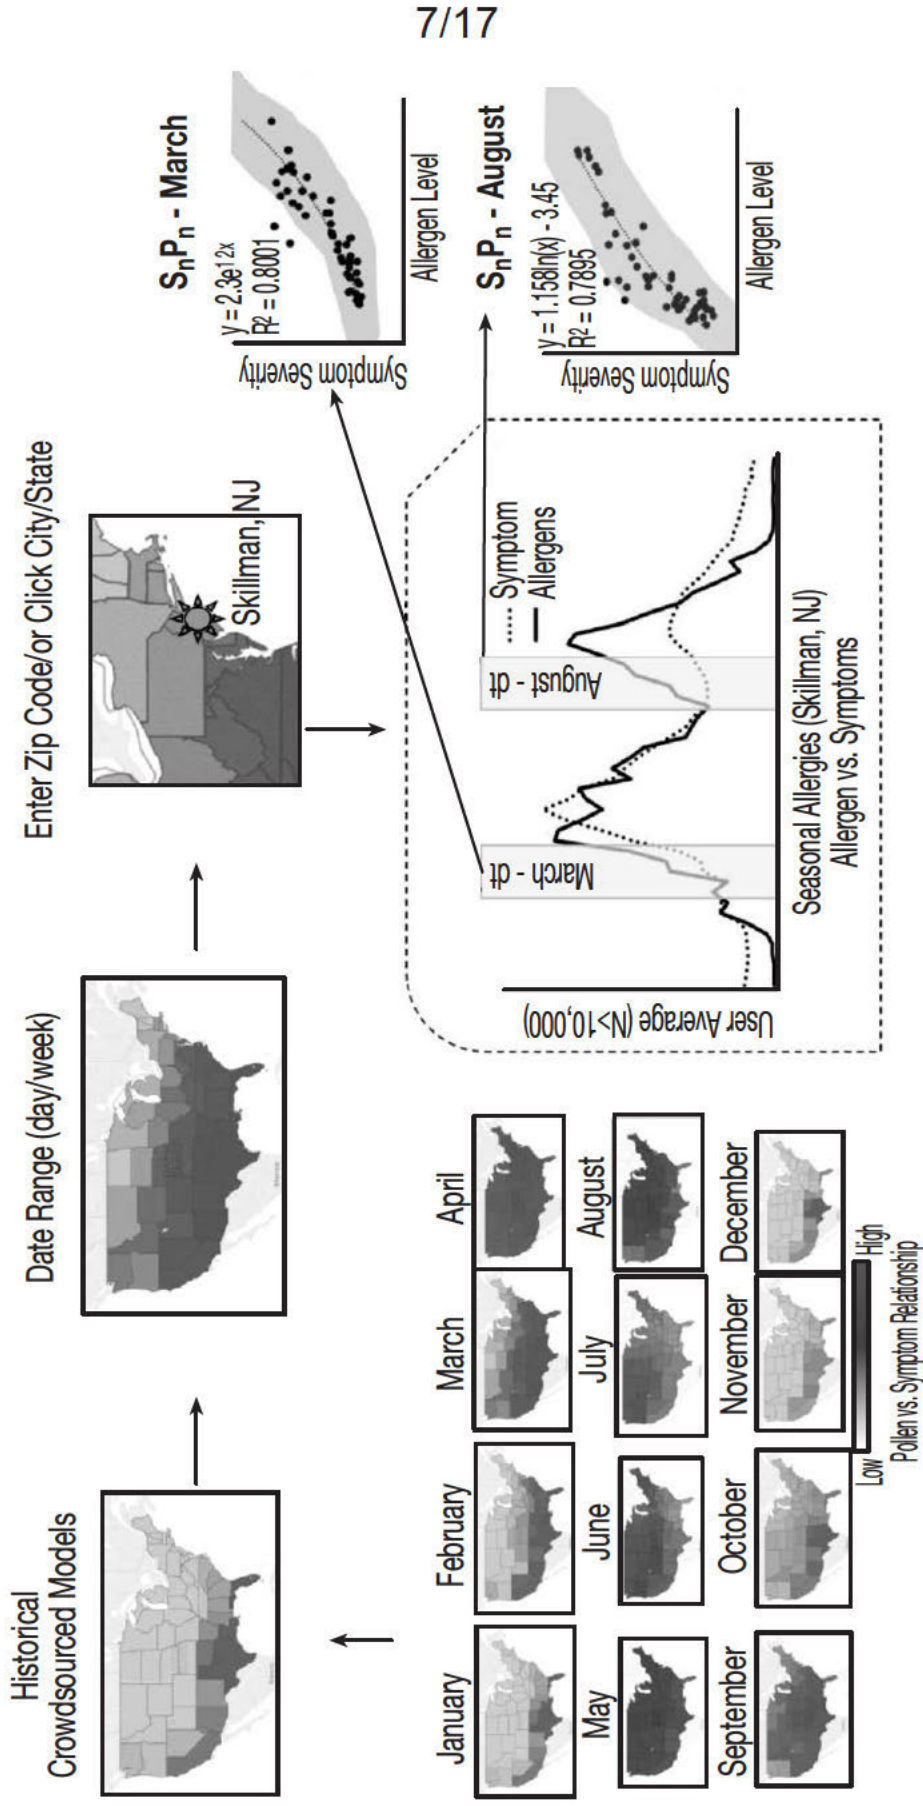 7/17
Historical
Crowdsourced Models
Date Range (day/week)
Enter Zip Code/or Click City/State
Skillman, NJ
January
February
March
April
May
June
July
August
September
October
November
December
Low
High
Pollen vs. Symptom Relationship
User Average (N>10,000)
March - dt
August - dt
Symptom
Allergens
Seasonal Allergies (Skillman, NJ)
Allergen vs. Symptoms
SnPn - March
y = 2.3e1.2x
R2 = 0.8001
Symptom Severity
Allergen Level
SnPn - August
y = 1.158ln(x) - 3.45
R2 = 0.7895
Symptom Severity
Allergen Level